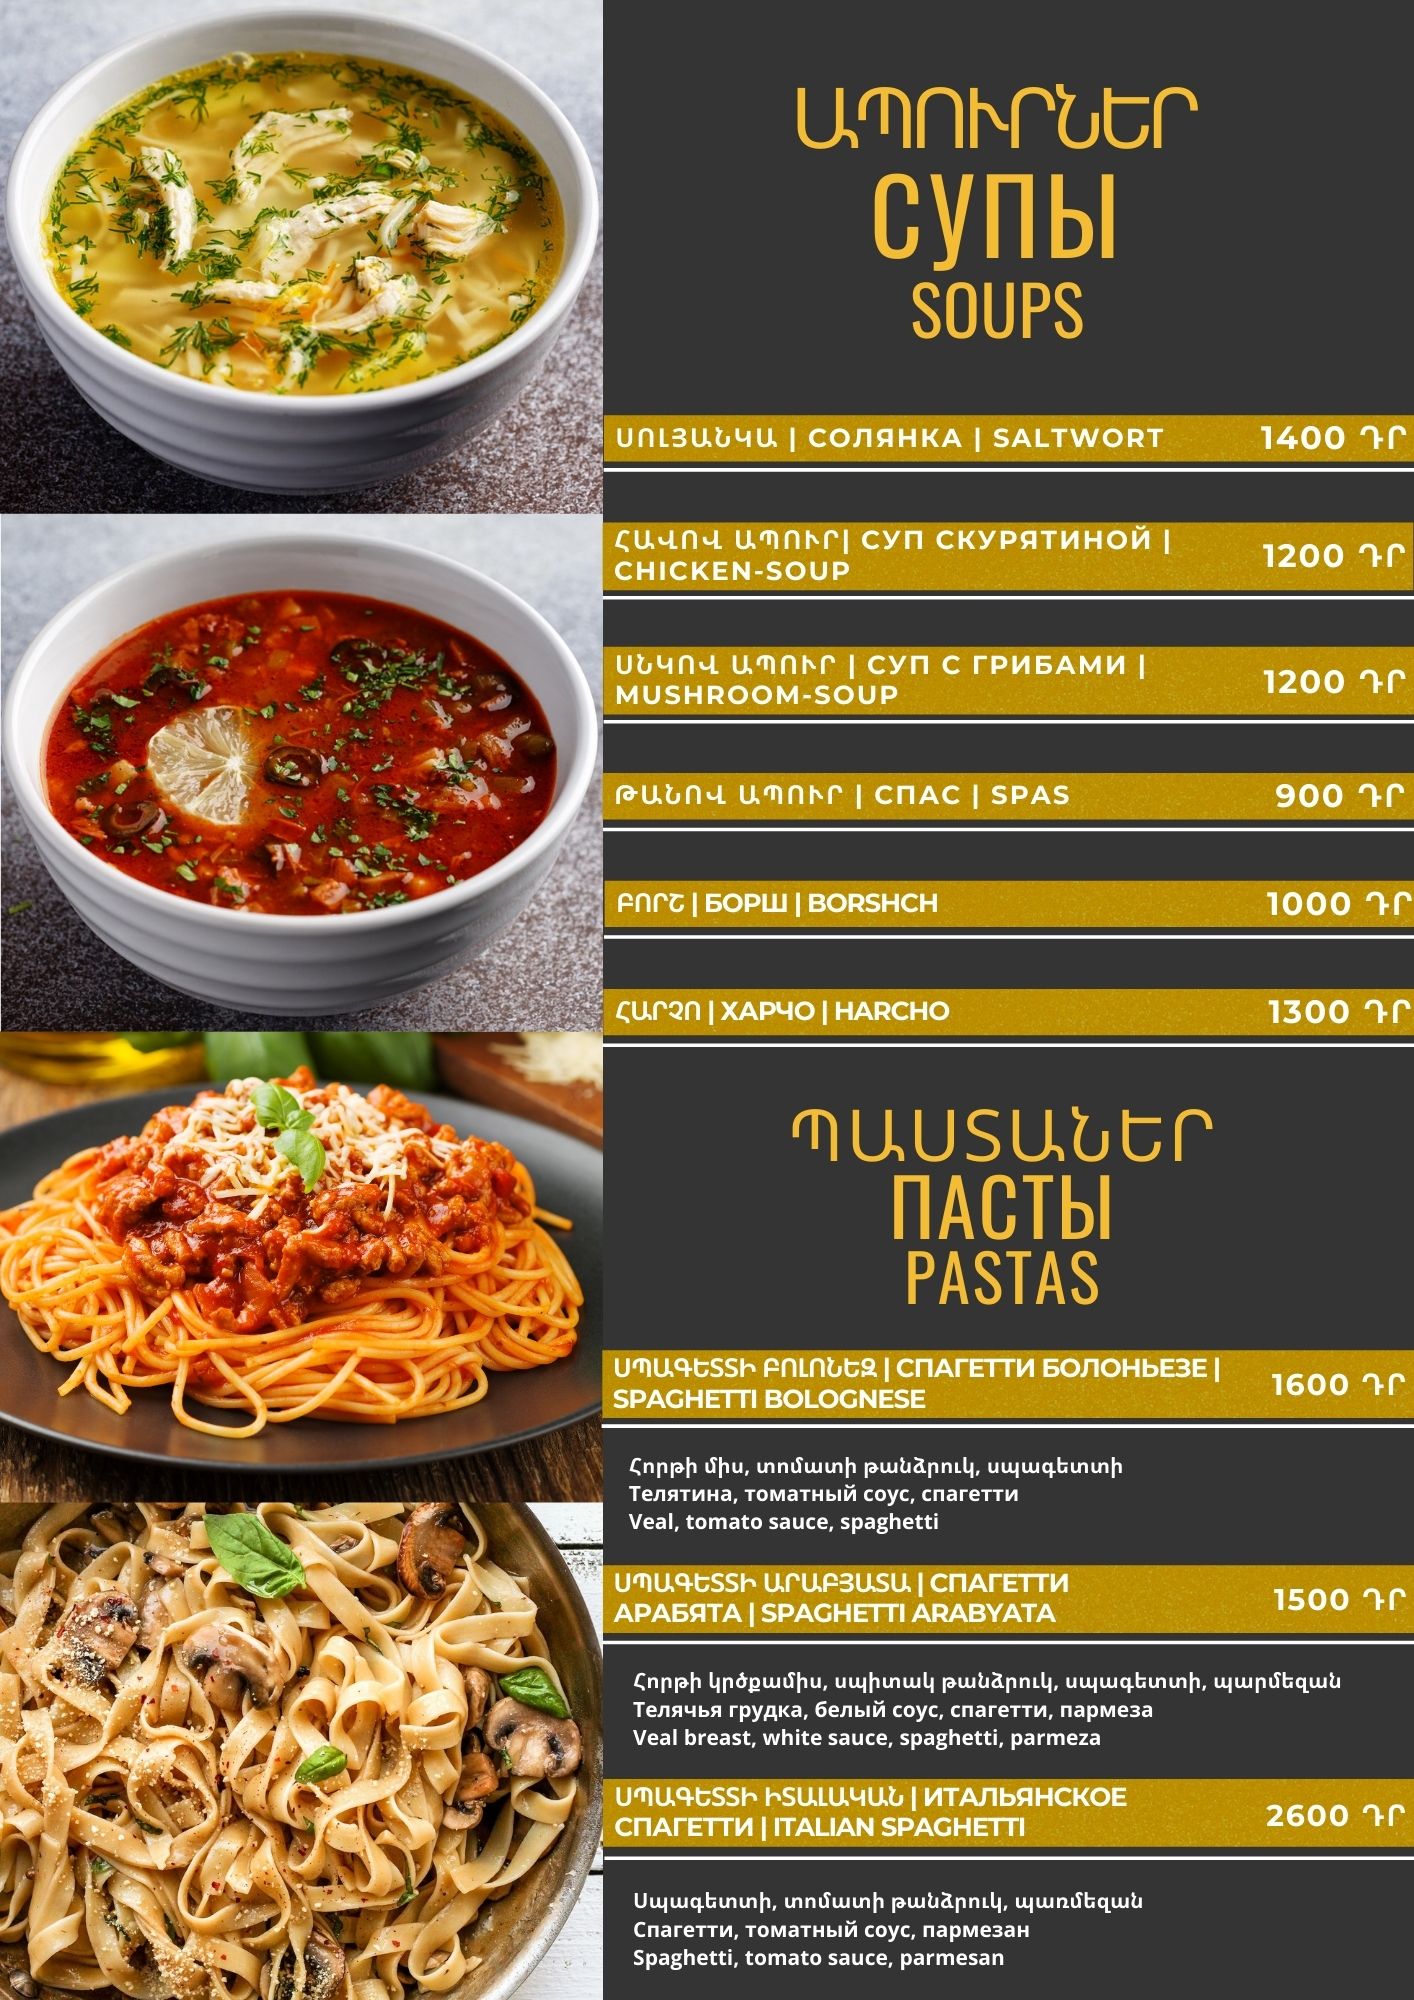 ԱՊՈՒՐՆԵՐ
СУПЫ
SOUPS
ՍՈԼՅԱՆԿԱ | СОЛЯНКА | SALTWORT 1400 ԴՐ
ՀԱՎՈՎ ԱՊՈՒՐ| СУП СКУРЯТИНОЙ |
CHICKEN-SOUP 1200 ԴՐ
ՍՆԿՈՎ ԱՊՈՒՐ | СУП С ГРИБАМИ |
MUSHROOM-SOUP 1200 ԴՐ
ԹԱՆՈՎ ԱՊՈՒՐ | СПАС | SPAS 900 ԴՐ
ԲՈՐՇ | БОРШ | BORSHCH 1000 ԴՐ
ՀԱՐՉՈ | ХАРЧО | HARCHO 1300 ԴՐ
ՊԱՍՏԱՆԵՐ
ПАСТЫ
PASTAS
ՍՊԱԳԵՏՏԻ ԲՈԼՈՆԵԶ | СПАГЕТТИ БОЛОНЬЕЗЕ |
SPAGHETTI BOLOGNESE 1600 ԴՐ
Հորթի միս, տոմատի թանձրուկ, սպագետտի
Телятина, томатный соус, спагетти
Veal, tomato sauce, spaghetti
ՍՊԱԳԵՏՏԻ ԱՐԱԲՅԱՏԱ | СПАГЕТТИ
АРАБЯТА | SPAGHETTI ARABYATA 1500 ԴՐ
Հորթի կրծքամիս, սպիտակ թանձրուկ, սպագետտի, պարմեզան
Телячья грудка, белый соус, спагетти, пармеза
Veal breast, white sauce, spaghetti, parmeza
ՍՊԱԳԵՏՏԻ ԻՏԱԼԱԿԱՆ | ИТАЛЬЯНСКОЕ
СПАГЕТТИ | ITALIAN SPAGHETTI 2600 ԴՐ
Սպագետտի, տոմատի թանձրուկ, պառմեզան
Спагетти, томатный соус, пармезан
Spaghetti, tomato sauce, parmesan